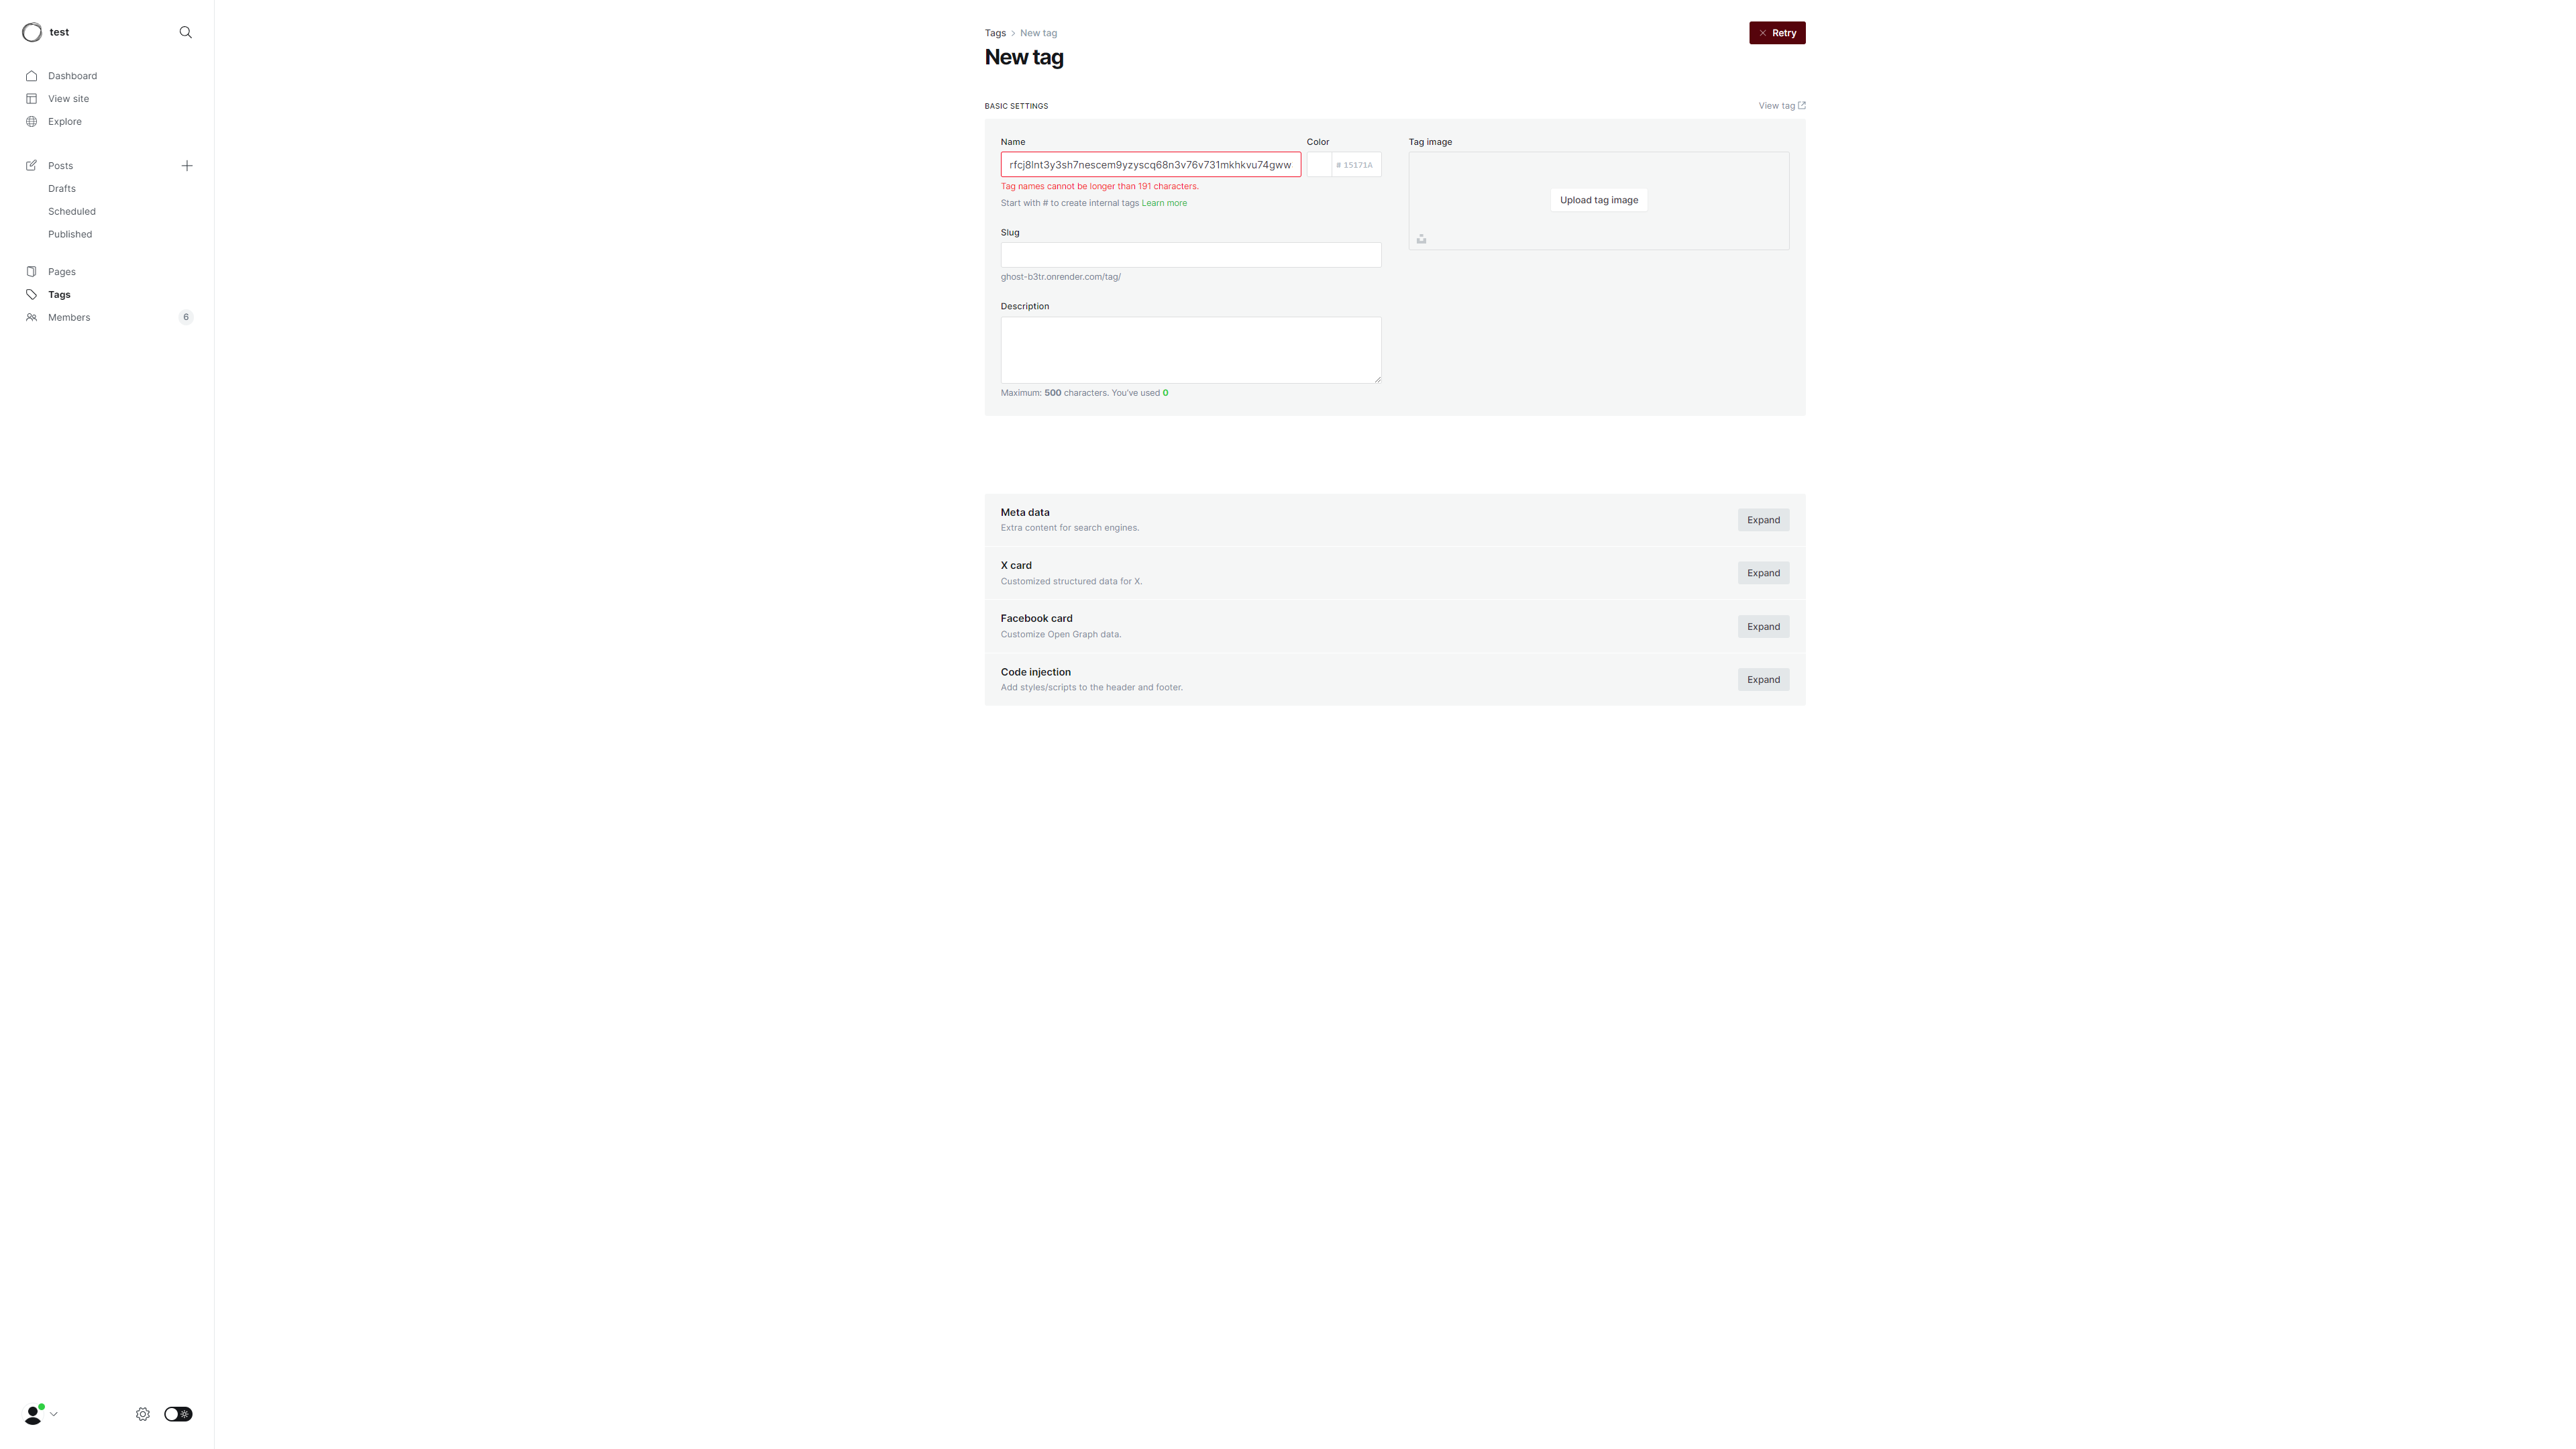 test
Dashboard
View site
Explore
Posts
Drafts
Scheduled
Published
Pages
Tags
Members 6
Tags > New tag
Retry
New tag
BASIC SETTINGS
View tag
Name
rfcj8lnt3y3sh7nescem9yzyscq68n3v76v731mkhkvu74gww
Tag names cannot be longer than 191 characters.
Start with # to create internal tags Learn more
Color
# 15171A
Slug
ghost-b3tr.onrender.com/tag/
Description
Maximum: 500 characters. You've used 0
Tag image
Upload tag image
Meta data
Extra content for search engines.
Expand
X card
Customized structured data for X.
Expand
Facebook card
Customize Open Graph data.
Expand
Code injection
Add styles/scripts to the header and footer.
Expand